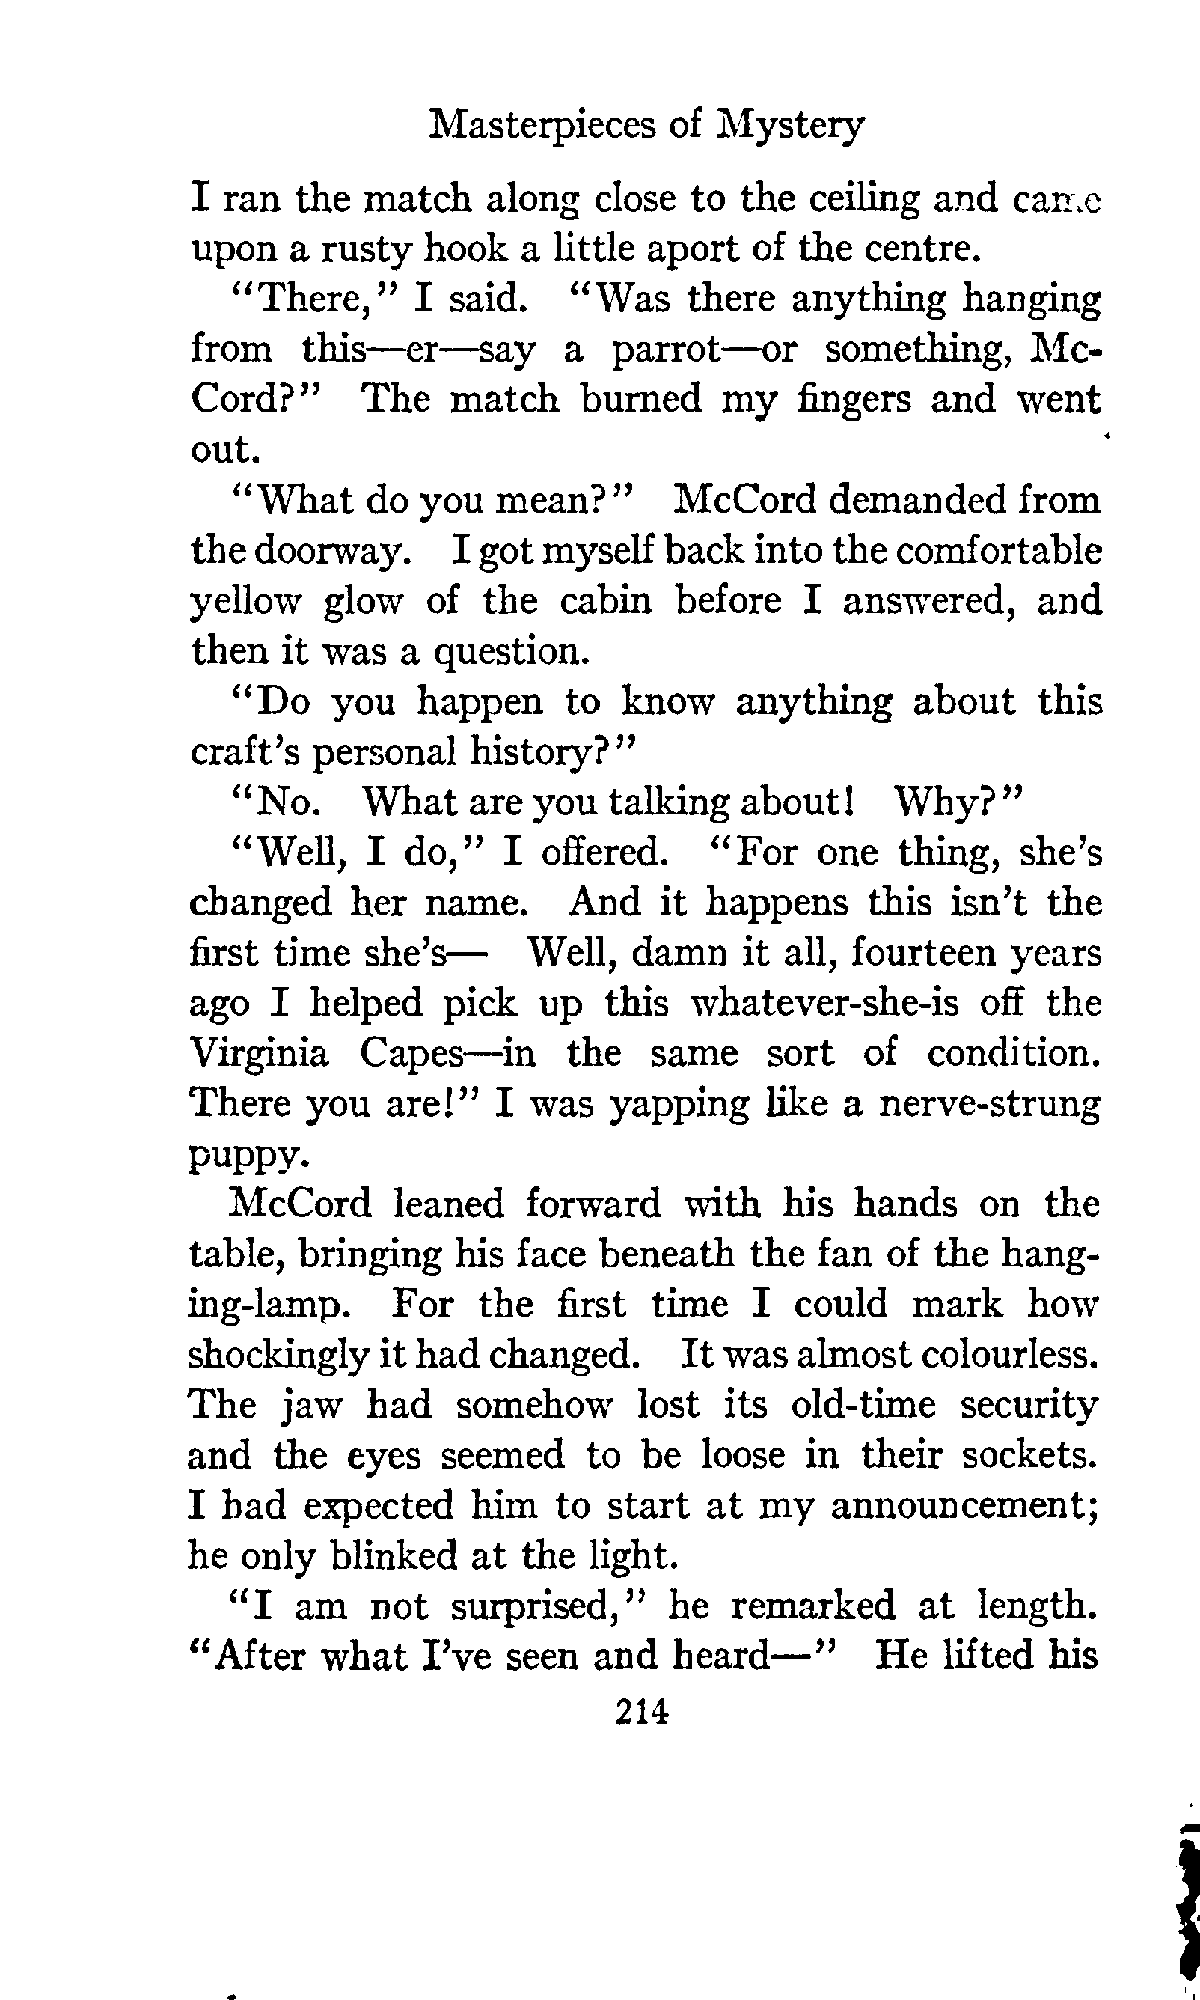 Masterpieces of Mystery
I ran the match along close to the ceiling and came
upon a rusty hook a little aport of the centre.
"There," I said. "Was there anything hanging
from this—er—say a parrot—or something, Mc-
Cord?" The match burned my fingers and went
out.
"What do you mean?" McCord demanded from
the doorway. I got myself back into the comfortable
yellow glow of the cabin before I answered, and
then it was a question.
"Do you happen to know anything about this
craft's personal history?"
"No. What are you talking about! Why?"
"Well, I do," I offered. "For one thing, she's
changed her name. And it happens this isn't the
first time she's— Well, damn it all, fourteen years
ago I helped pick up this whatever-she-is off the
Virginia Capes—in the same sort of condition.
There you are!" I was yapping like a nerve-strung
puppy.
McCord leaned forward with his hands on the
table, bringing his face beneath the fan of the hang-
ing-lamp. For the first time I could mark how
shockingly it had changed. It was almost colourless.
The jaw had somehow lost its old-time security
and the eyes seemed to be loose in their sockets.
I had expected him to start at my announcement;
he only blinked at the light.
"I am not surprised," he remarked at length.
"After what I've seen and heard—" He lifted his
214